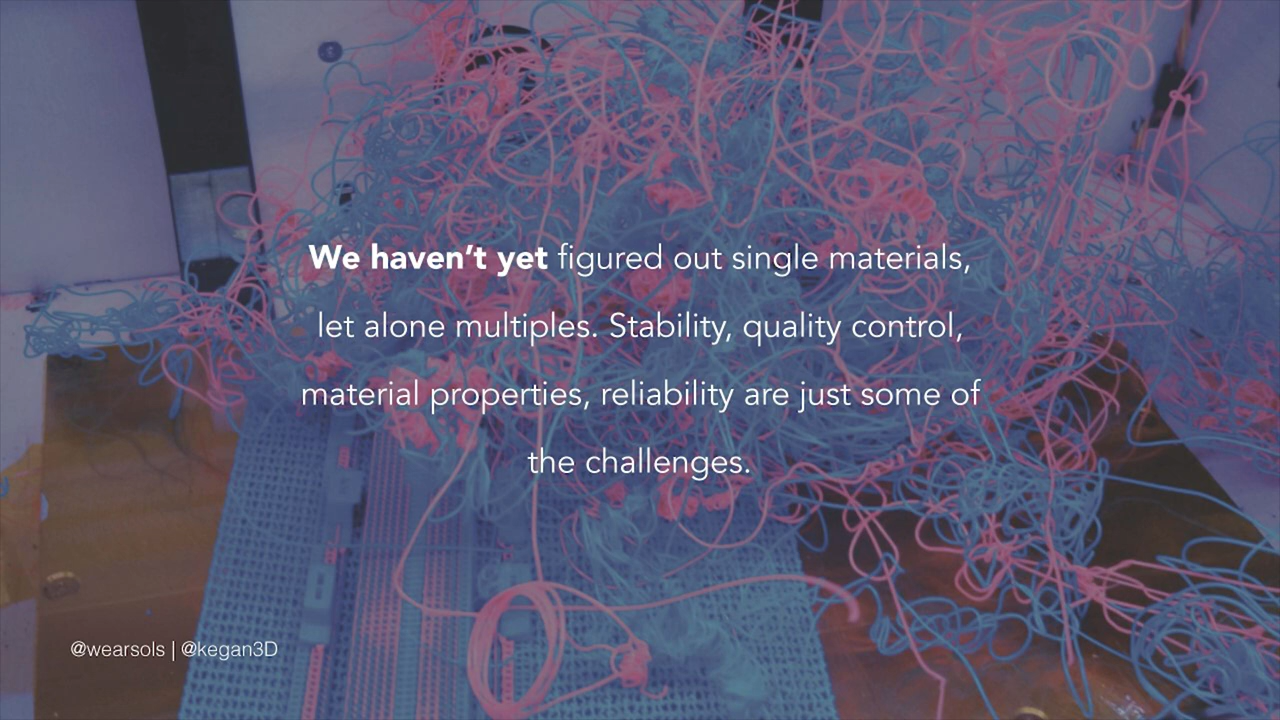 We haven’t yet figured out single materials,
let alone multiples. Stability, quality control,
material properties, reliability are just some of
the challenges.
@wearsols | @kegan3D